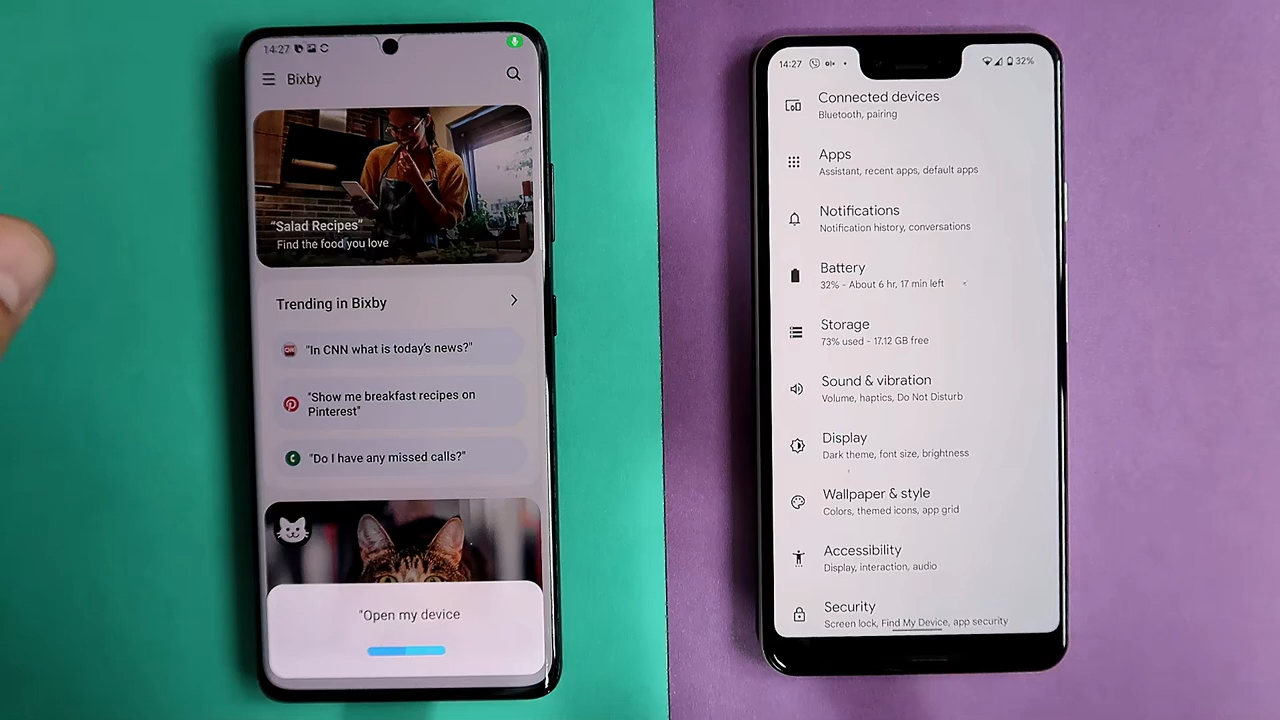 14:27
Bixby
"Salad Recipes"
Find the food you love
Trending in Bixby
"In CNN what is today's news?"
"Show me breakfast recipes on
Pinterest"
"Do I have any missed calls?"
"Open my device
14:27
32%
Connected devices
Bluetooth, pairing
Apps
Assistant, recent apps, default apps
Notifications
Notification history, conversations
Battery
32% - About 6 hr, 17 min left
Storage
73% used - 17.12 GB free
Sound & vibration
Volume, haptics, Do Not Disturb
Display
Dark theme, font size, brightness
Wallpaper & style
Colors, themed icons, app grid
Accessibility
Display, interaction, audio
Security
Screen lock, Find My Device, app security